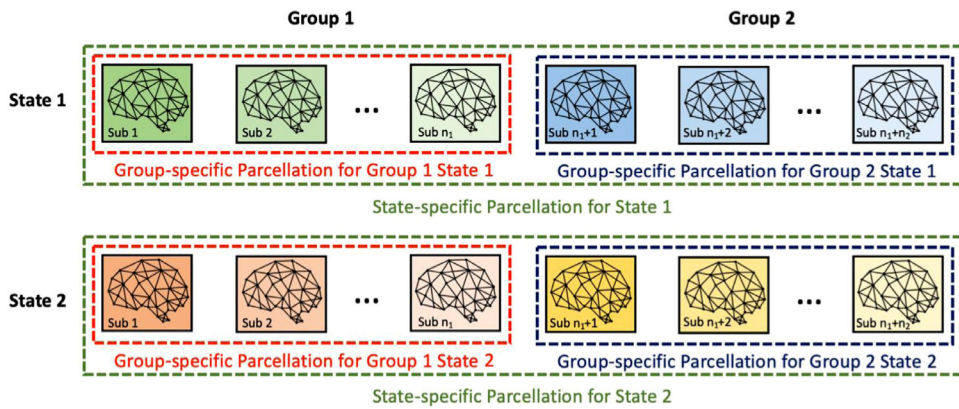 Group 1 Group 2
State 1
Sub 1 Sub 2 ... Sub n₁ Sub n₁+1 Sub n₁+2 ... Sub n₁+n₂
Group-specific Parcellation for Group 1 State 1 Group-specific Parcellation for Group 2 State 1
State-specific Parcellation for State 1
State 2
Sub 1 Sub 2 ... Sub n₁ Sub n₁+1 Sub n₁+2 ... Sub n₁+n₂
Group-specific Parcellation for Group 1 State 2 Group-specific Parcellation for Group 2 State 2
State-specific Parcellation for State 2